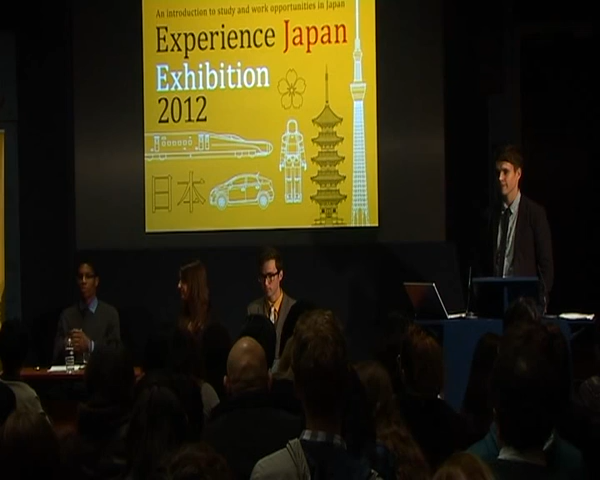 An introduction to study and work opportunities in Japan
Experience Japan
Exhibition
2012
日本